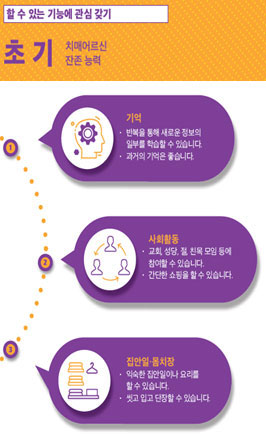 할 수 있는 기능에 관심 갖기
초기
치매어르신
잔존 능력
1
기억
· 반복을 통해 새로운 정보의
일부를 학습할 수 있습니다.
· 과거의 기억은 좋습니다.
2
사회활동
· 교회, 성당, 절, 친목 모임 등에
참여할 수 있습니다.
· 간단한 쇼핑을 할 수 있습니다.
3
집안일·몸치장
· 익숙한 집안일이나 요리를
할 수 있습니다.
· 씻고 입고 단장할 수 있습니다.